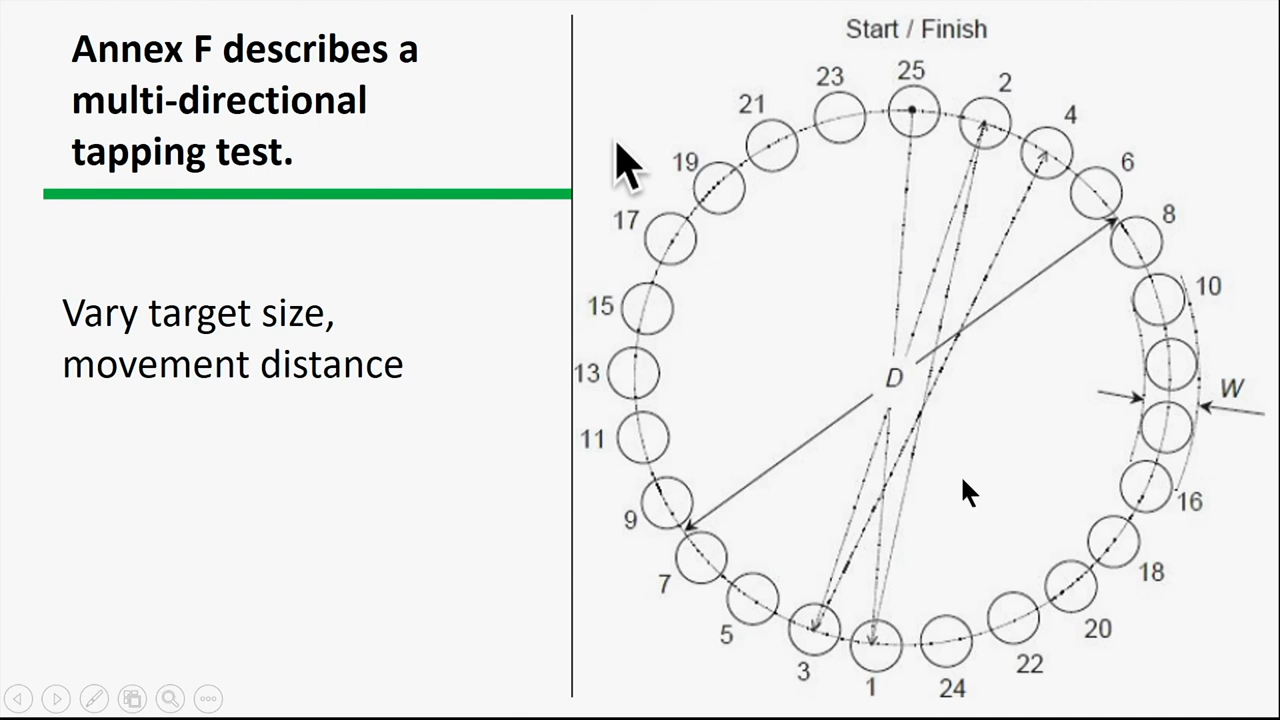 Annex F describes a
multi-directional
tapping test.
Vary target size,
movement distance
Start / Finish
25
2
4
6
8
10
16
18
20
22
24
1
3
5
7
9
11
13
15
17
19
21
23
D
W